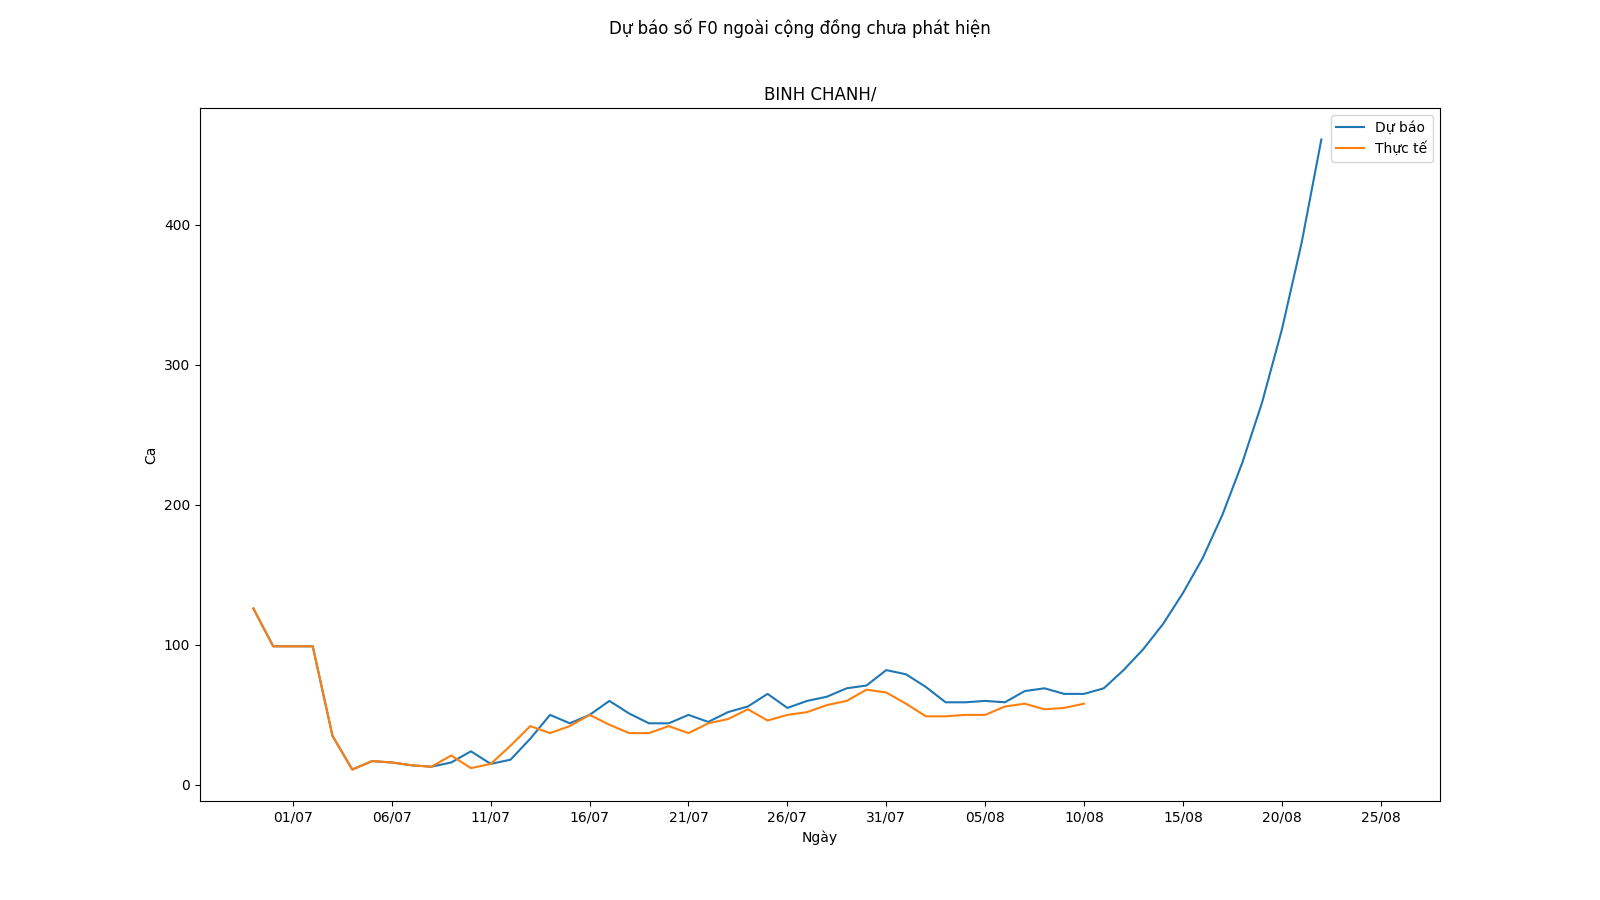 Dự báo số F0 ngoài cộng đồng chưa phát hiện
BINH CHANH/
Dự báo
Thực tế
Ca
400
300
200
100
0
01/07 06/07 11/07 16/07 21/07 26/07 31/07 05/08 10/08 15/08 20/08 25/08
Ngày